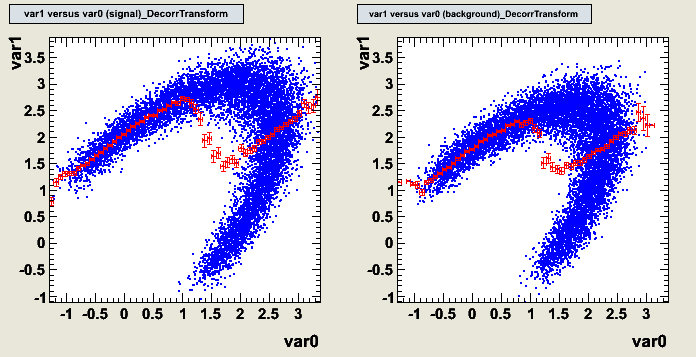 var1 versus var0 (signal)_DecorrTransform
var1
3.5
3
2.5
2
1.5
1
0.5
0
-0.5
-1
-1 -0.5 0 0.5 1 1.5 2 2.5 3
var0
var1 versus var0 (background)_DecorrTransform
var1
3.5
3
2.5
2
1.5
1
0.5
0
-0.5
-1
-1 -0.5 0 0.5 1 1.5 2 2.5 3
var0